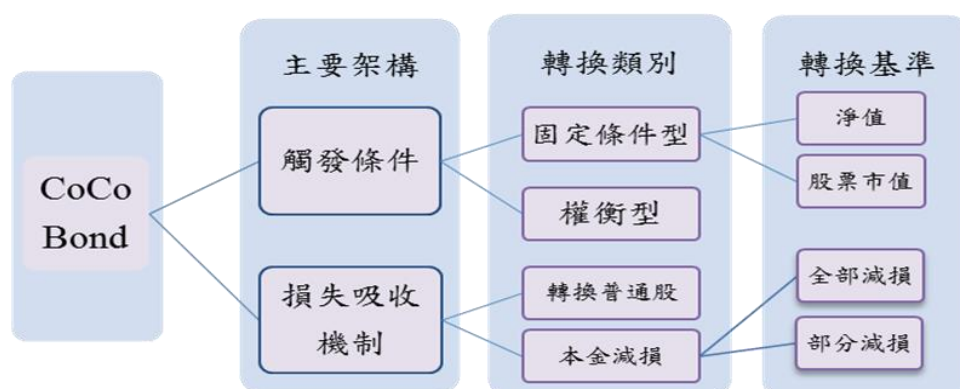 CoCo
Bond
主要架構
觸發條件
損失吸收
機制
轉換類別
固定條件型
權衡型
轉換普通股
本金減損
轉換基準
淨值
股票市值
全部減損
部分減損